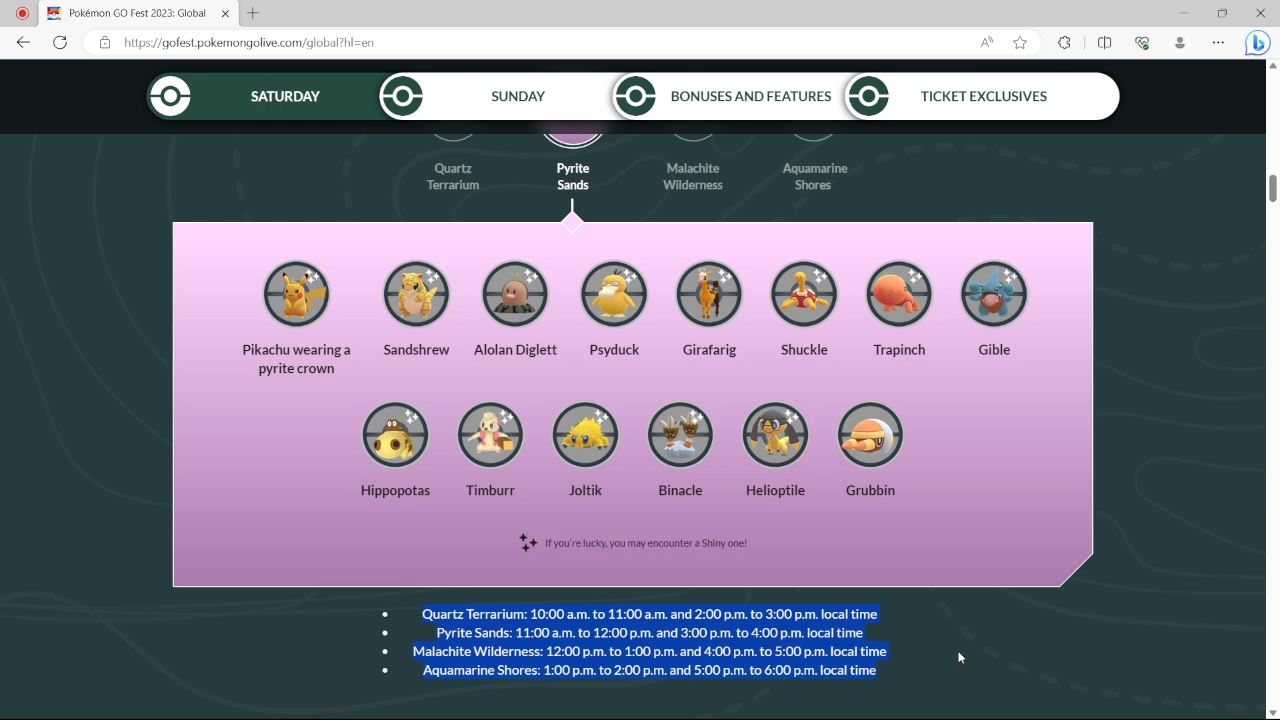 Pokémon GO Fest 2023: Global
https://gofest.pokemongolive.com/global?hl=en
SATURDAY
SUNDAY
BONUSES AND FEATURES
TICKET EXCLUSIVES
Quartz
Terrarium
Pyrite
Sands
Malachite
Wilderness
Aquamarine
Shores
Pikachu wearing a
pyrite crown
Sandshrew
Alolan Diglett
Psyduck
Girafarig
Shuckle
Trapinch
Gible
Hippopotas
Timburr
Joltik
Binacle
Helioptile
Grubbin
If you're lucky, you may encounter a Shiny one!
• Quartz Terrarium: 10:00 a.m. to 11:00 a.m. and 2:00 p.m. to 3:00 p.m. local time
• Pyrite Sands: 11:00 a.m. to 12:00 p.m. and 3:00 p.m. to 4:00 p.m. local time
• Malachite Wilderness: 12:00 p.m. to 1:00 p.m. and 4:00 p.m. to 5:00 p.m. local time
• Aquamarine Shores: 1:00 p.m. to 2:00 p.m. and 5:00 p.m. to 6:00 p.m. local time